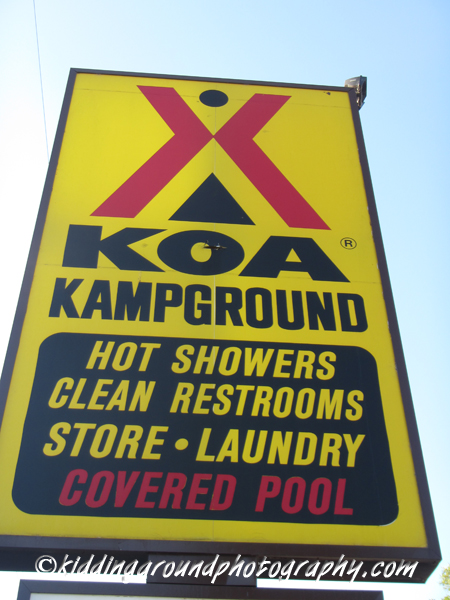 KOA ®
KAMPGROUND
HOT SHOWERS
CLEAN RESTROOMS
STORE • LAUNDRY
COVERED POOL
©kiddingaroundphotography.com